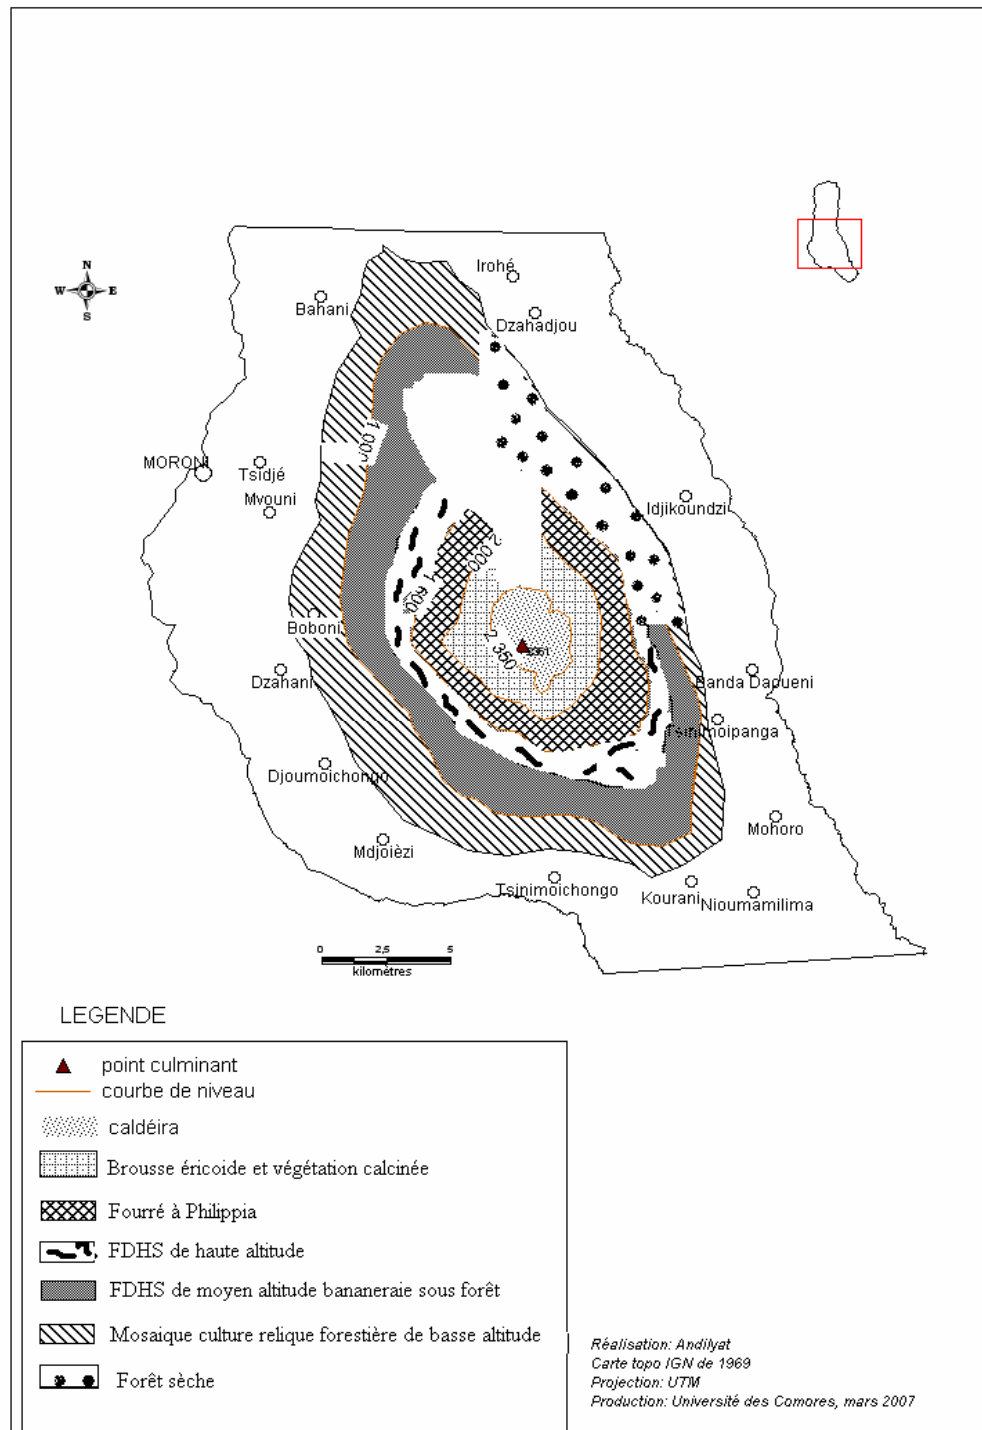 Irohé
N
W E
S
Bahani
Dzahadjou
1 00
MORONI
Tsidjé
Mvouni
Idjikoundzi
2 000
1 600
Boboni
2 350
2361
Dzahani
Banda Daoueni
Tsinimoipanga
Djoumoichongo
Mohoro
Mdjoièzi
Tsinimoichongo
Kourani
Nioumamilima
0 2,5 5
kilomètres
LEGENDE
point culminant
courbe de niveau
caldéira
Brousse éricoide et végétation calcinée
Fourré à Philippia
FDHS de haute altitude
FDHS de moyen altitude bananeraie sous forêt
Mosaique culture relique forestière de basse altitude
Forêt sèche
Réalisation: Andilyat
Carte topo IGN de 1969
Projection: UTM
Production: Université des Comores, mars 2007